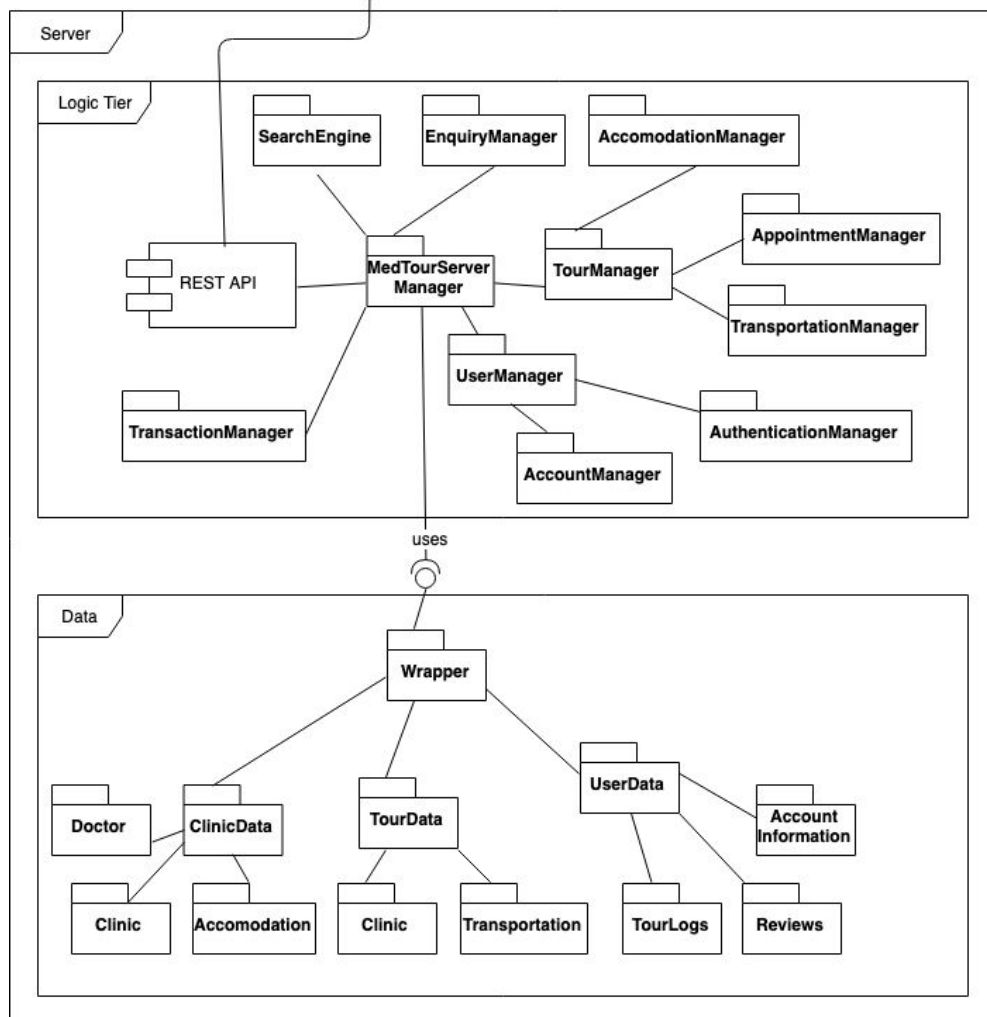 Server
Logic Tier
SearchEngine
EnquiryManager
AccomodationManager
AppointmentManager
MedTourServer
Manager
TourManager
REST API
TransportationManager
UserManager
TransactionManager
AuthenticationManager
AccountManager
uses
Data
Wrapper
UserData
Doctor
ClinicData
TourData
Account
Information
Clinic
Accomodation
Clinic
Transportation
TourLogs
Reviews